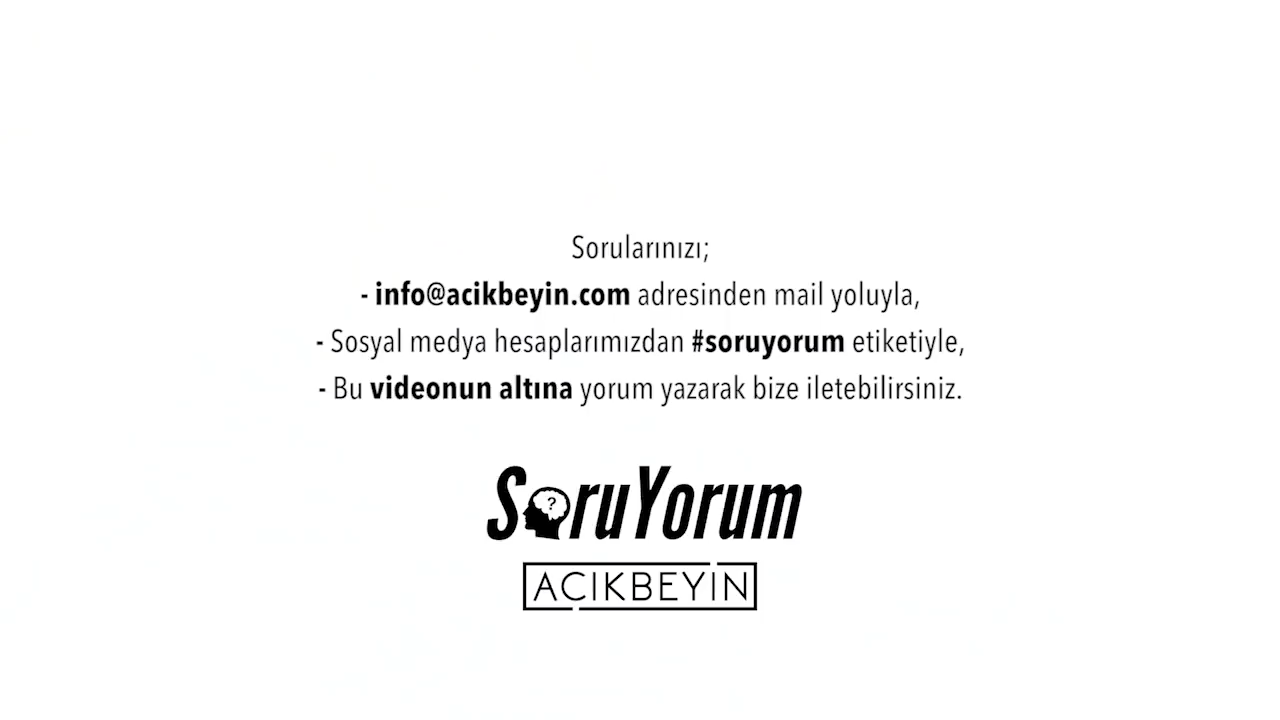 Sorularınızı;
- info@acikbeyin.com adresinden mail yoluyla,
- Sosyal medya hesaplarımızdan #soruyorum etiketiyle,
- Bu videonun altına yorum yazarak bize iletebilirsiniz.
SoruYorum
AÇIKBEYİN